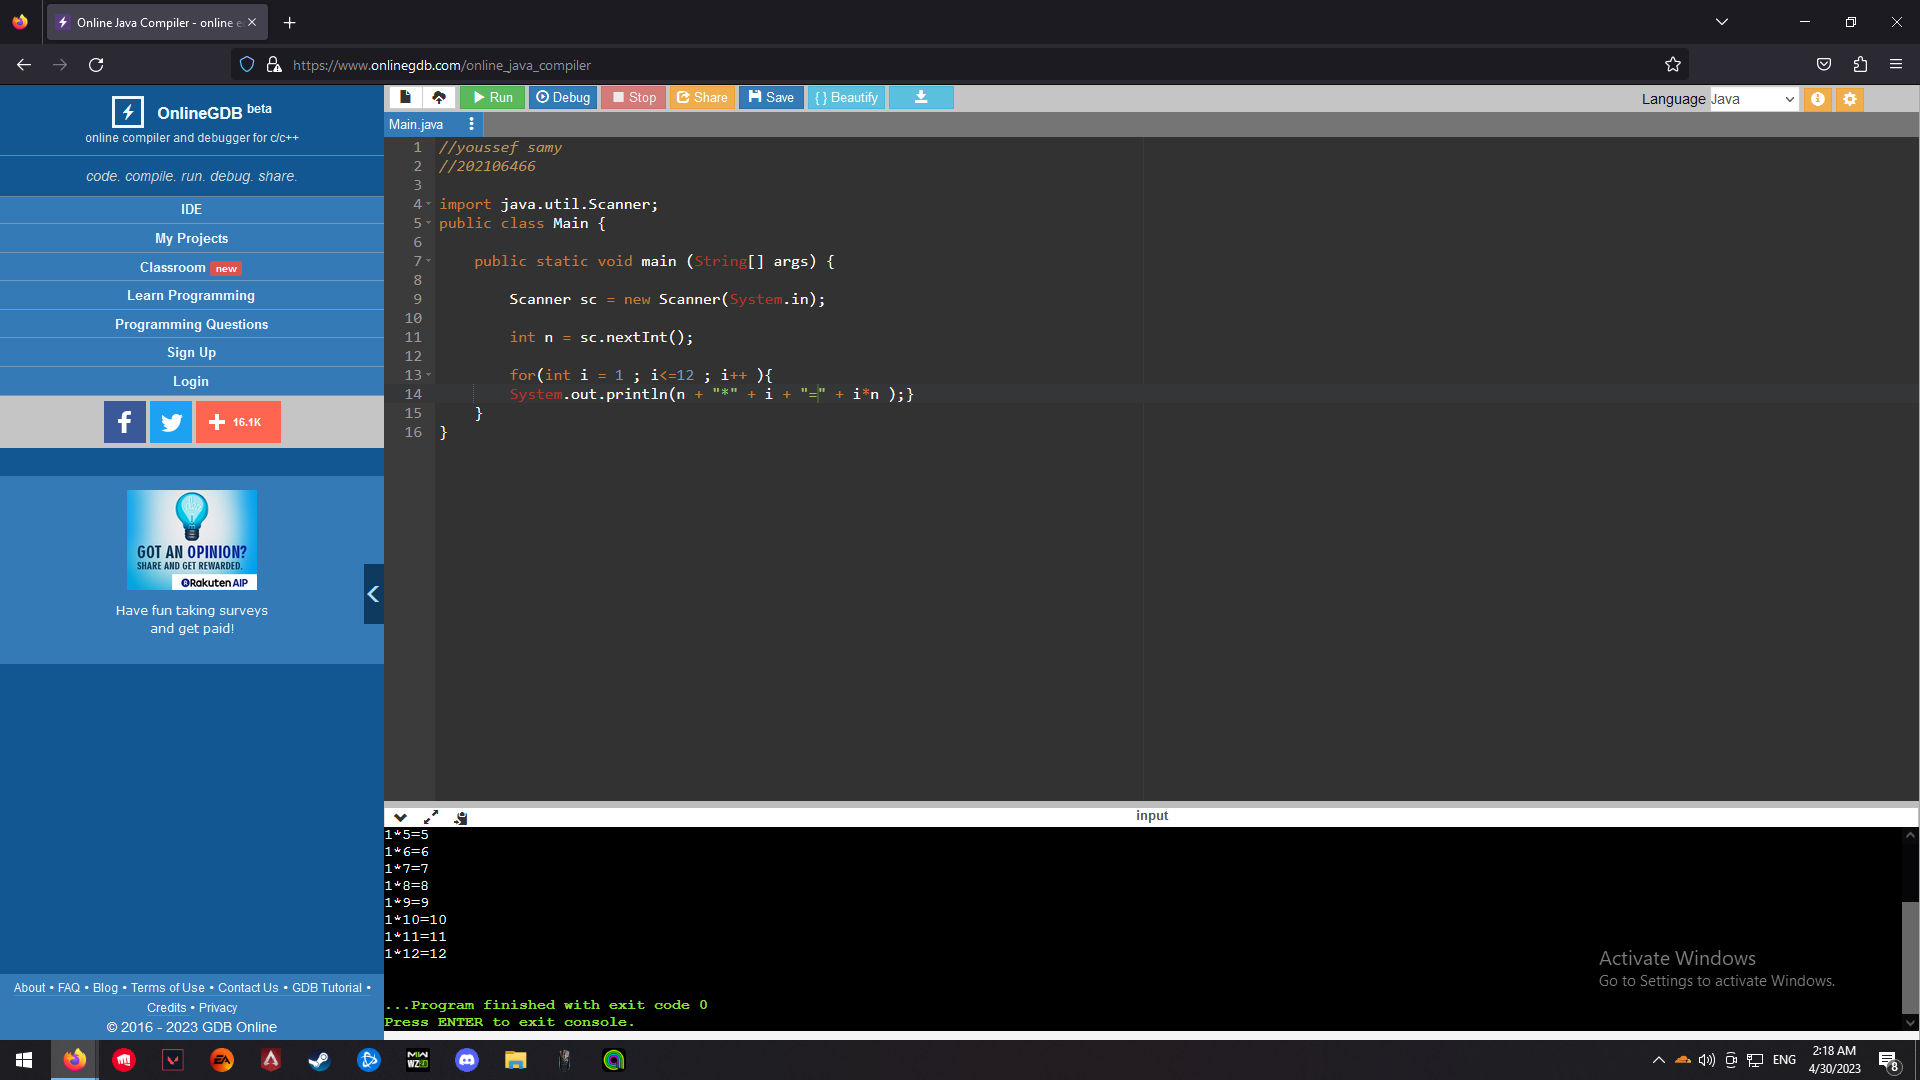 Online Java Compiler - online e
https://www.onlinegdb.com/online_java_compiler
OnlineGDB beta
online compiler and debugger for c/c++
code. compile. run. debug. share.
IDE
My Projects
Classroom new
Learn Programming
Programming Questions
Sign Up
Login
16.1K
GOT AN OPINION?
SHARE AND GET REWARDED.
Rakuten AIP
Have fun taking surveys
and get paid!
About • FAQ • Blog • Terms of Use • Contact Us • GDB Tutorial •
Credits • Privacy
© 2016 - 2023 GDB Online
Run Debug Stop Share Save { } Beautify
Language Java
Main.java
1 //youssef samy
2 //202106466
3
4 import java.util.Scanner;
5 public class Main {
6
7 public static void main (String[] args) {
8
9 Scanner sc = new Scanner(System.in);
10
11 int n = sc.nextInt();
12
13 for(int i = 1 ; i<=12 ; i++ ){
14 System.out.println(n + "*" + i + "=" + i*n );}
15 }
16 }
input
1*5=5
1*6=6
1*7=7
1*8=8
1*9=9
1*10=10
1*11=11
1*12=12
...Program finished with exit code 0
Press ENTER to exit console.
Activate Windows
Go to Settings to activate Windows.
EA
MW
WZ2.0
ENG
2:18 AM
4/30/2023
8